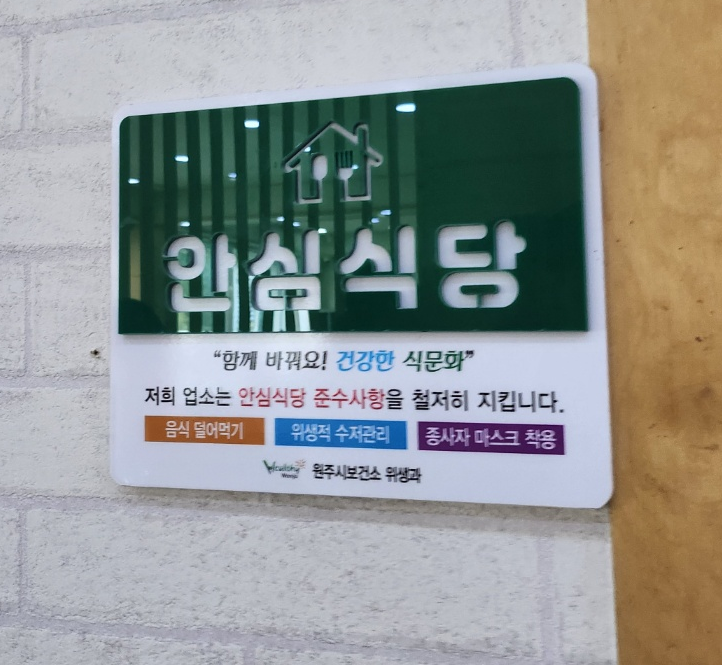 안심식당
“함께 바꿔요! 건강한 식문화”
저희 업소는 안심식당 준수사항을 철저히 지킵니다.
음식 덜어먹기 위생적 수저관리 종사자 마스크 착용
Healthy Wonju 원주시보건소 위생과